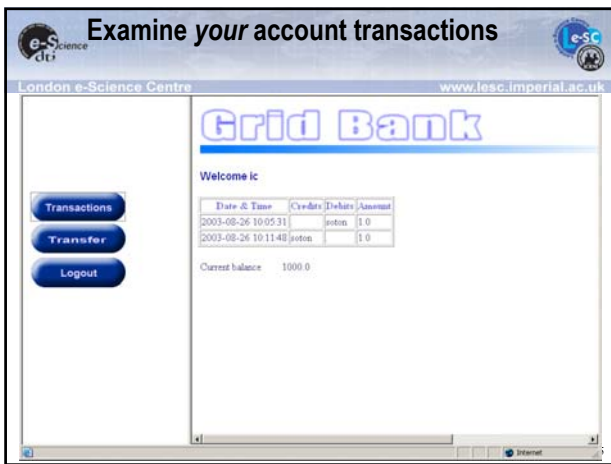 Examine your account transactions
e-Science
dti
e-SC
London e-Science Centre
www.lesc.imperial.ac.uk
Grid Bank
Welcome ic
Transactions
Transfer
Logout
Date & Time Credits Debits Amount
2003-08-26 10:05:31 soton 1.0
2003-08-26 10:11:48 soton 1.0
Current balance 1000.0
Internet